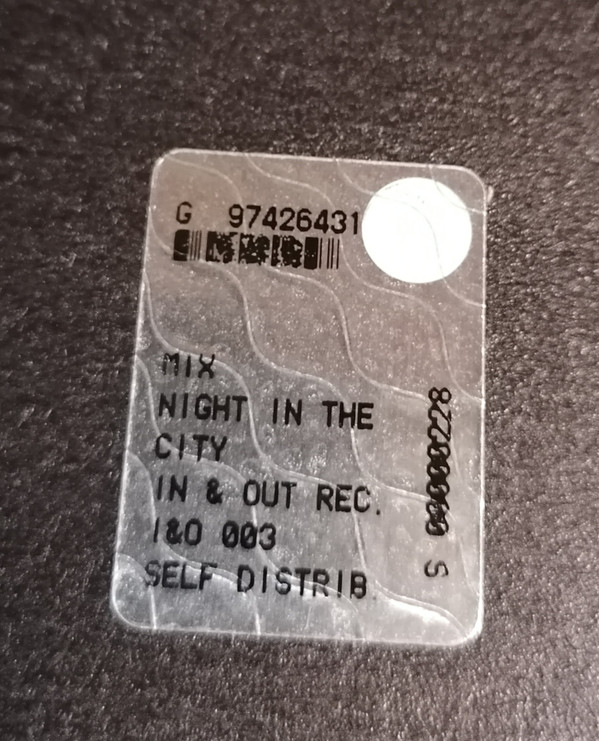 G 97426431
MIX
NIGHT IN THE
CITY
IN & OUT REC.
I&O 003
SELF DISTRIB.
S